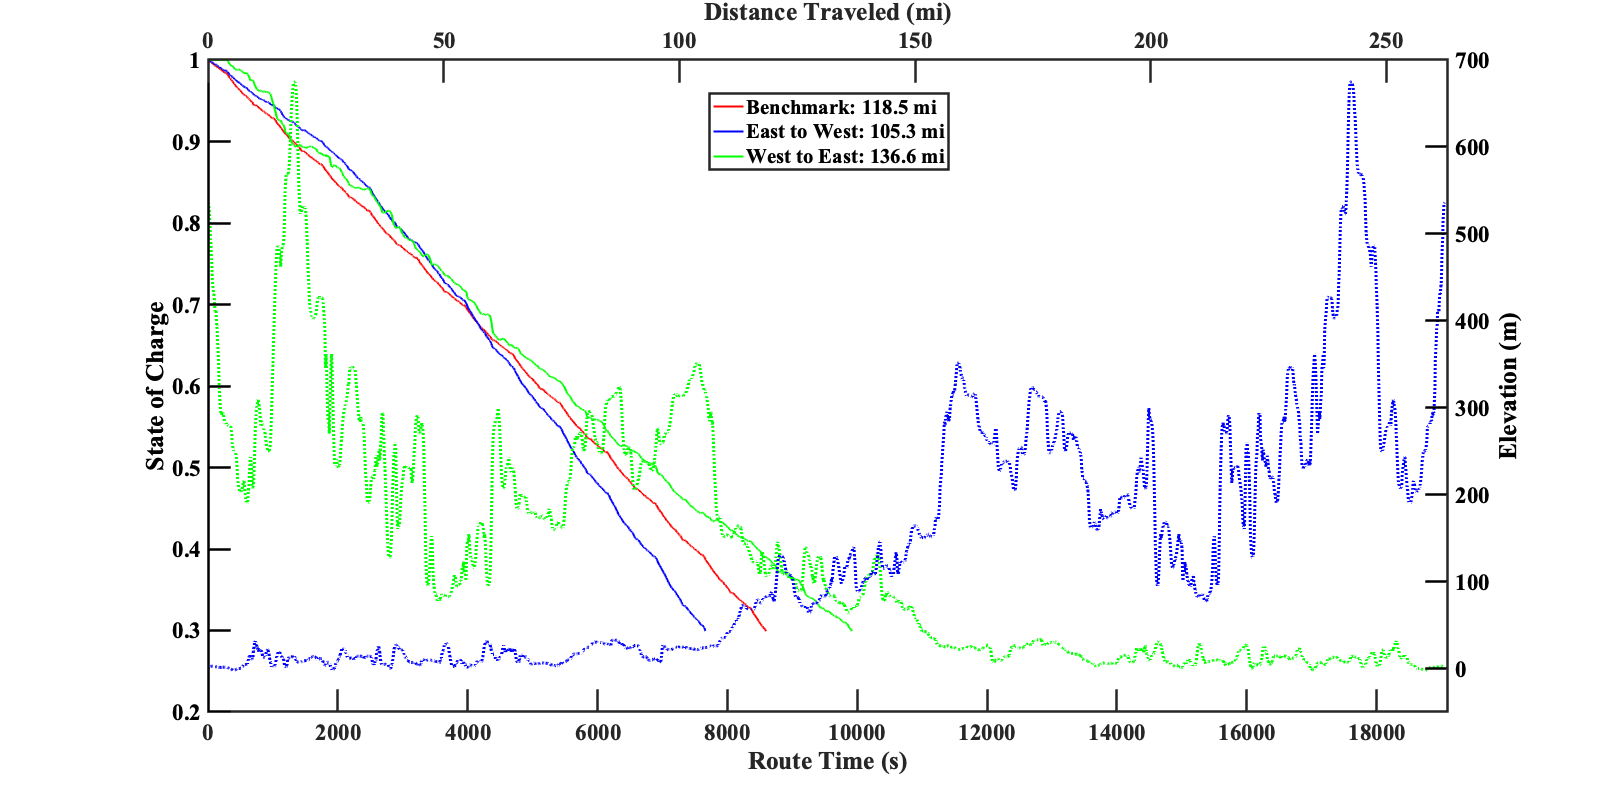 Distance Traveled (mi)
0 50 100 150 200 250
1 700
Benchmark: 118.5 mi
East to West: 105.3 mi
West to East: 136.6 mi
0.9 600
0.8 500
0.7 400
State of Charge
Elevation (m)
0.6 300
0.5 200
0.4 100
0.3 0
0.2
0 2000 4000 6000 8000 10000 12000 14000 16000 18000
Route Time (s)